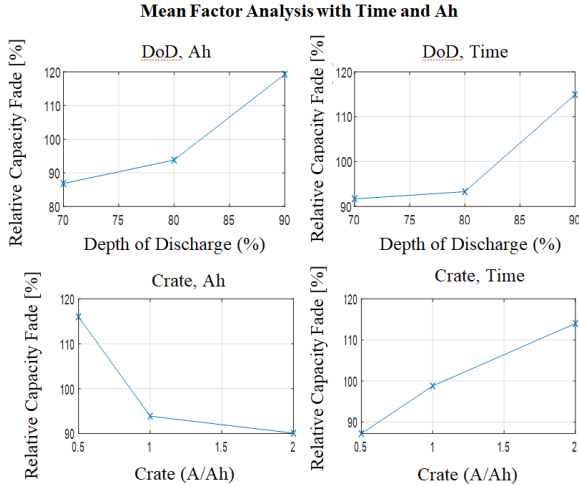 Mean Factor Analysis with Time and Ah
DoD, Ah
Relative Capacity Fade [%]
120
110
100
90
80
70
75
80
85
90
Depth of Discharge (%)
DoD, Time
Relative Capacity Fade [%]
120
110
100
90
70
75
80
85
90
Depth of Discharge (%)
Crate, Ah
Relative Capacity Fade [%]
120
110
100
90
0.5
1
1.5
2
Crate (A/Ah)
Crate, Time
Relative Capacity Fade [%]
120
110
100
90
0.5
1
1.5
2
Crate (A/Ah)